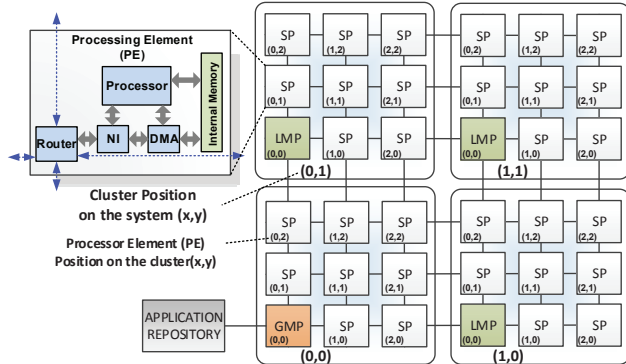 Processing Element
(PE)
Processor
Internal Memory
Router
NI
DMA
Cluster Position
on the system (x,y)
Processor Element (PE)
Position on the cluster(x,y)
APPLICATION
REPOSITORY
SP
(0,2)
SP
(1,2)
SP
(2,2)
SP
(0,1)
SP
(1,1)
SP
(2,1)
LMP
(0,0)
SP
(1,0)
SP
(2,0)
(0,1)
SP
(0,2)
SP
(1,2)
SP
(2,2)
SP
(0,1)
SP
(1,1)
SP
(2,1)
LMP
(0,0)
SP
(1,0)
SP
(2,0)
(1,1)
SP
(0,2)
SP
(1,2)
SP
(2,2)
SP
(0,1)
SP
(1,1)
SP
(2,1)
GMP
(0,0)
SP
(1,0)
SP
(2,0)
(0,0)
SP
(0,2)
SP
(1,2)
SP
(2,2)
SP
(0,1)
SP
(1,1)
SP
(2,1)
LMP
(0,0)
SP
(1,0)
SP
(2,0)
(1,0)